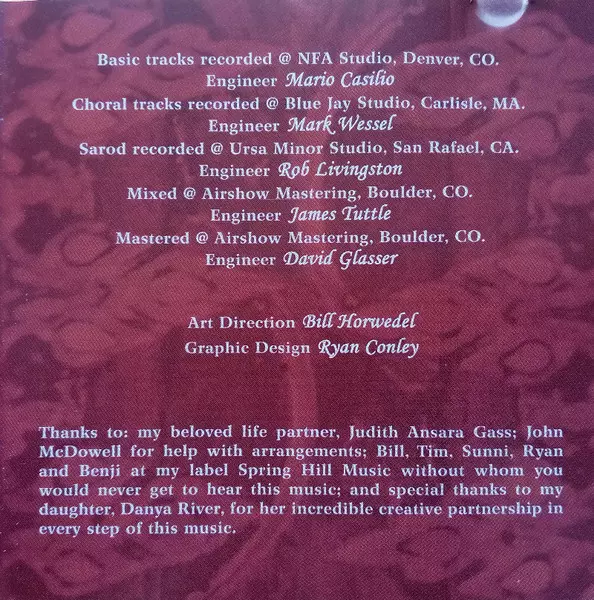 Basic tracks recorded @ NFA Studio, Denver, CO.
Engineer Mario Casilio
Choral tracks recorded @ Blue Jay Studio, Carlisle, MA.
Engineer Mark Wessel
Sarod recorded @ Ursa Minor Studio, San Rafael, CA.
Engineer Rob Livingston
Mixed @ Airshow Mastering, Boulder, CO.
Engineer James Tuttle
Mastered @ Airshow Mastering, Boulder, CO.
Engineer David Glasser
Art Direction Bill Horwedel
Graphic Design Ryan Conley
Thanks to: my beloved life partner, Judith Ansara Gass; John
McDowell for help with arrangements; Bill, Tim, Sunni, Ryan
and Benji at my label Spring Hill Music without whom you
would never get to hear this music; and special thanks to my
daughter, Danya River, for her incredible creative partnership in
every step of this music.